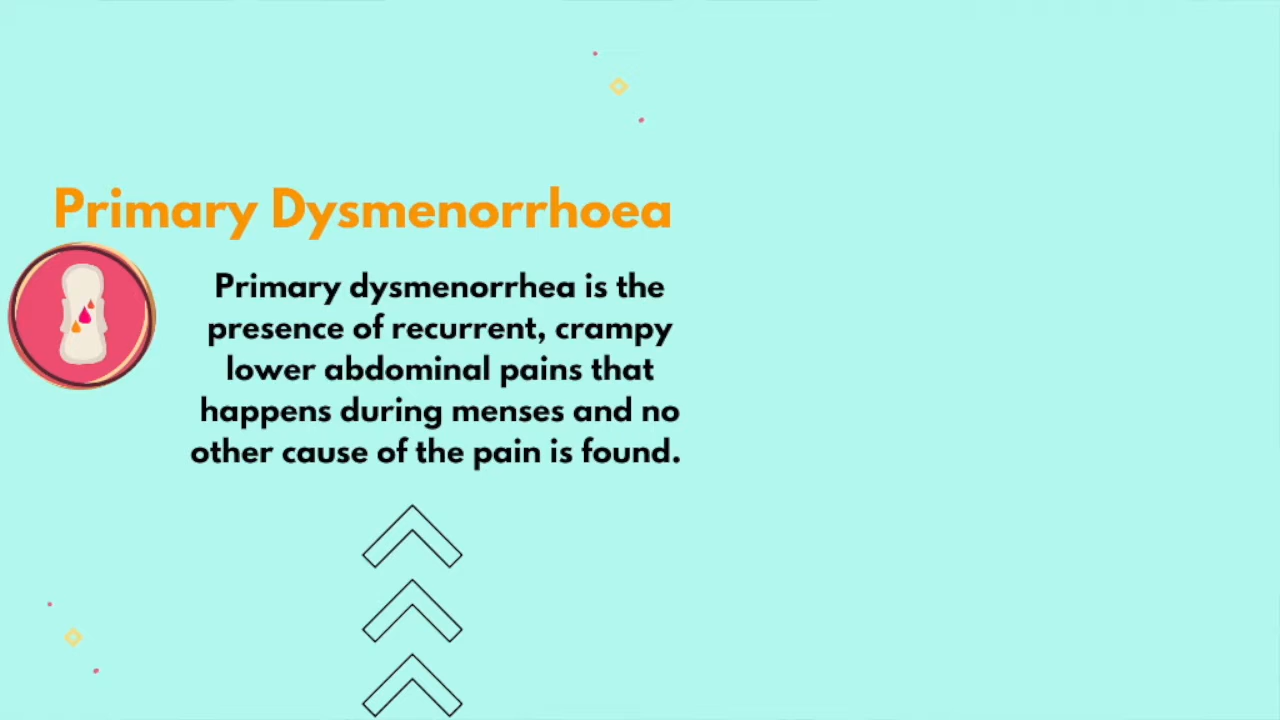 Primary Dysmenorrhoea
Primary dysmenorrhea is the
presence of recurrent, crampy
lower abdominal pains that
happens during menses and no
other cause of the pain is found.